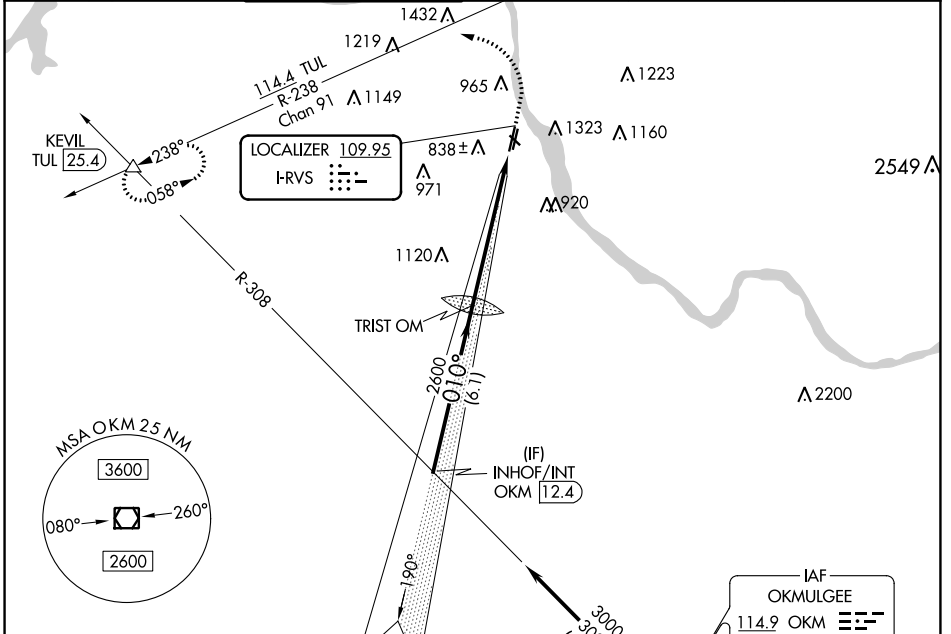 1432
1219
114.4 TUL
R-238
Chan 91
1149
965
1223
KEVIL
TUL 25.4
238°
058°
LOCALIZER 109.95
I-RVS
838±
971
1323
1160
2549
920
1120
R-308
TRIST OM
2600
010°
(6.1)
2200
(IF)
INHOF/INT
OKM 12.4
MSA OKM 25 NM
3600
080°
260°
2600
190°
3000
IAF
OKMULGEE
114.9 OKM